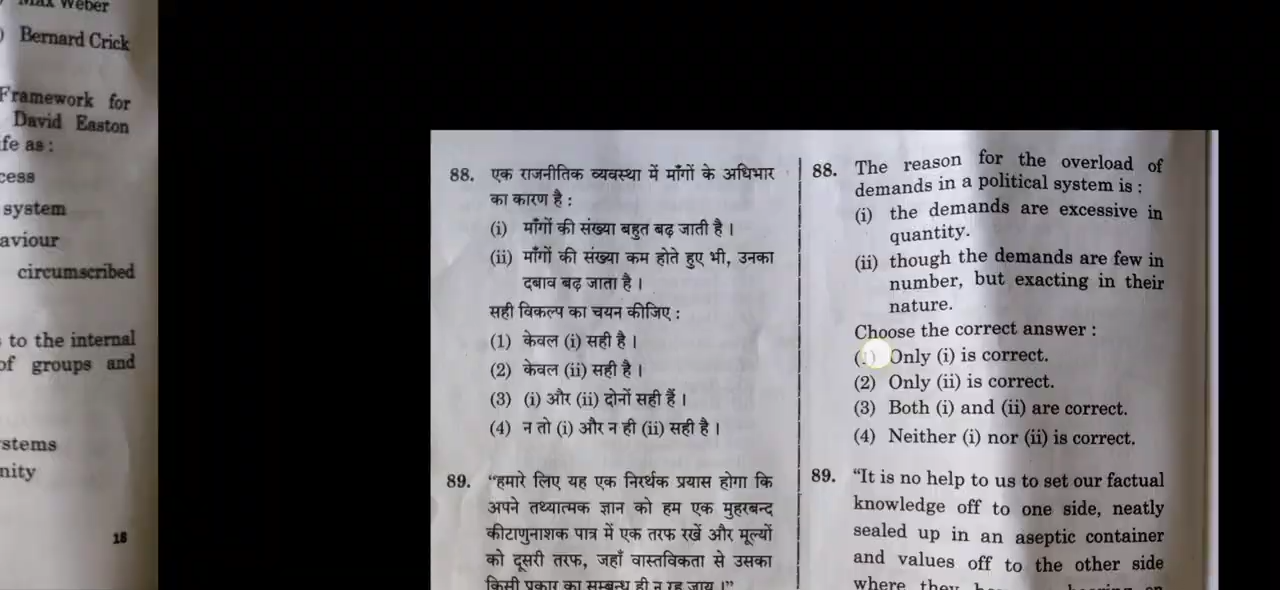 Max Weber
) Bernard Crick
Framework for
David Easton
fe as :
cess
system
aviour
circumscribed
to the internal
of groups and
stems
nity
18
88. एक राजनीतिक व्यवस्था में माँगों के अधिभार
का कारण है :
(i) माँगों की संख्या बहुत बढ़ जाती है ।
(ii) माँगों की संख्या कम होते हुए भी, उनका
दबाव बढ़ जाता है ।
सही विकल्प का चयन कीजिए :
(1) केवल (i) सही है ।
(2) केवल (ii) सही है ।
(3) (i) और (ii) दोनों सही हैं ।
(4) न तो (i) और न ही (ii) सही है ।
89. “हमारे लिए यह एक निरर्थक प्रयास होगा कि
अपने तथ्यात्मक ज्ञान को हम एक मुहरबन्द
कीटाणुनाशक पात्र में एक तरफ रखें और मूल्यों
को दूसरी तरफ, जहाँ वास्तविकता से उसका
किसी प्रकार का सम्बन्ध ही न रह जाय ।”
88. The reason for the overload of
demands in a political system is :
(i) the demands are excessive in
quantity.
(ii) though the demands are few in
number, but exacting in their
nature.
Choose the correct answer :
(1) Only (i) is correct.
(2) Only (ii) is correct.
(3) Both (i) and (ii) are correct.
(4) Neither (i) nor (ii) is correct.
89. “It is no help to us to set our factual
knowledge off to one side, neatly
sealed up in an aseptic container
and values off to the other side
where they